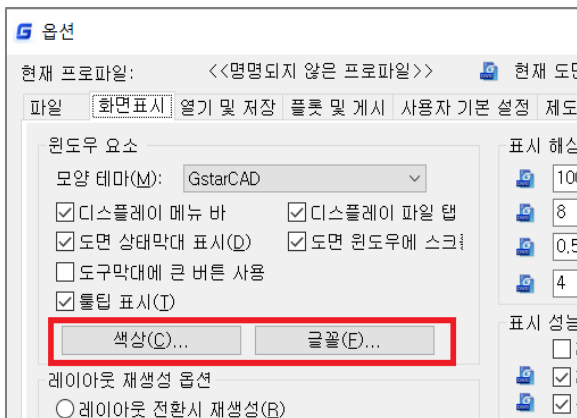 옵션
현재 프로파일: <<명명되지 않은 프로파일>> 현재 도면
파일 화면표시 열기 및 저장 플롯 및 게시 사용자 기본 설정 제도
윈도우 요소
모양 테마(M): GstarCAD
디스플레이 메뉴 바 디스플레이 파일 탭
도면 상태막대 표시(D) 도면 윈도우에 스크롤
도구막대에 큰 버튼 사용
툴팁 표시(T)
색상(C)... 글꼴(F)...
레이아웃 재생성 옵션
레이아웃 전환시 재생성(R)
표시 해상
100
8
0.5
4
표시 성능